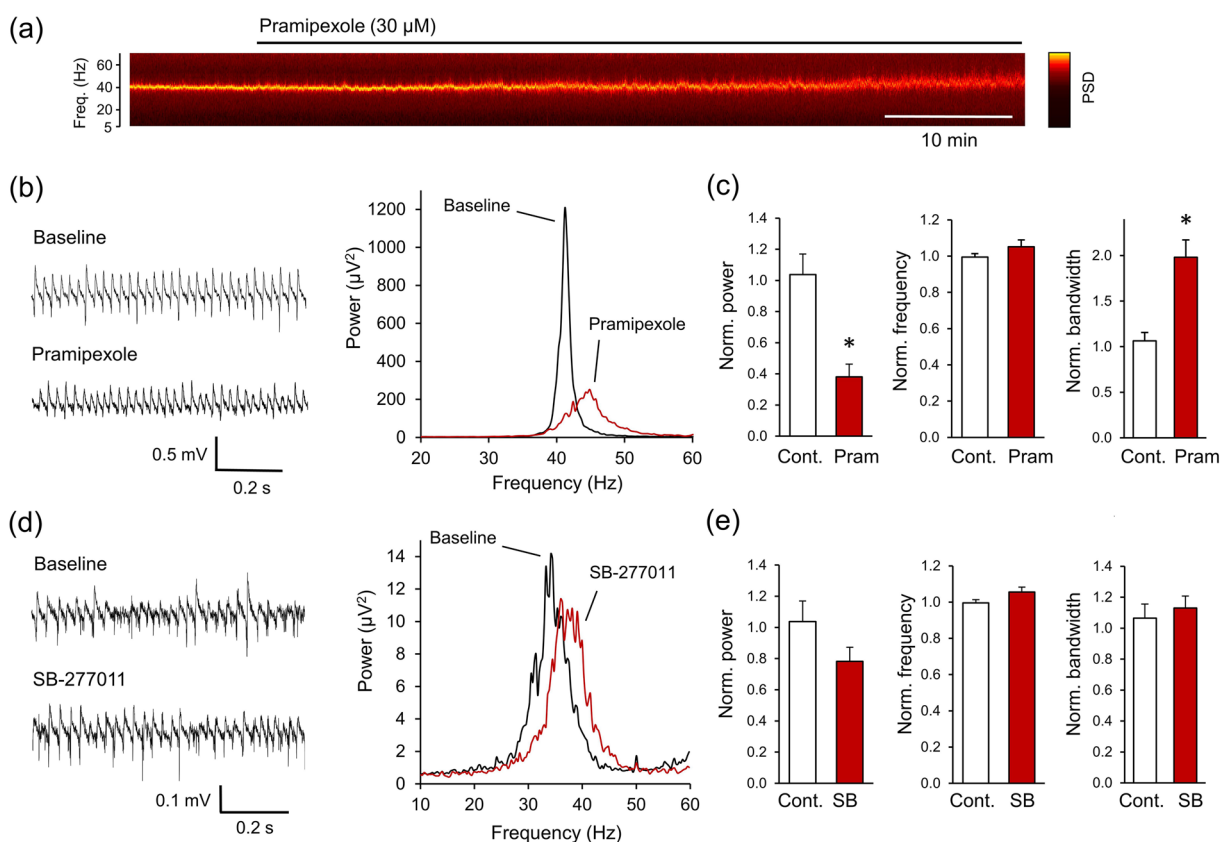 (a)
Pramipexole (30 µM)
Freq. (Hz)
60
40
20
5
10 min
PSD
(b)
Baseline
Pramipexole
0.5 mV
0.2 s
Power (µV²)
1200
1000
800
600
400
200
0
Baseline
Pramipexole
20 30 40 50 60
Frequency (Hz)
(c)
Norm. power
1.4
1.2
1.0
0.8
0.6
0.4
0.2
0.0
*
Cont. Pram
Norm. frequency
1.2
1.0
0.8
0.6
0.4
0.2
0.0
Cont. Pram
Norm. bandwidth
2.0
1.5
1.0
0.5
0.0
*
Cont. Pram
(d)
Baseline
SB-277011
0.1 mV
0.2 s
Power (µV²)
14
12
10
8
6
4
2
0
Baseline
SB-277011
10 20 30 40 50 60
Frequency (Hz)
(e)
Norm. power
1.4
1.2
1.0
0.8
0.6
0.4
0.2
0.0
Cont. SB
Norm. frequency
1.2
1.0
0.8
0.6
0.4
0.2
0.0
Cont. SB
Norm. bandwidth
1.4
1.2
1.0
0.8
0.6
0.4
0.2
0.0
Cont. SB